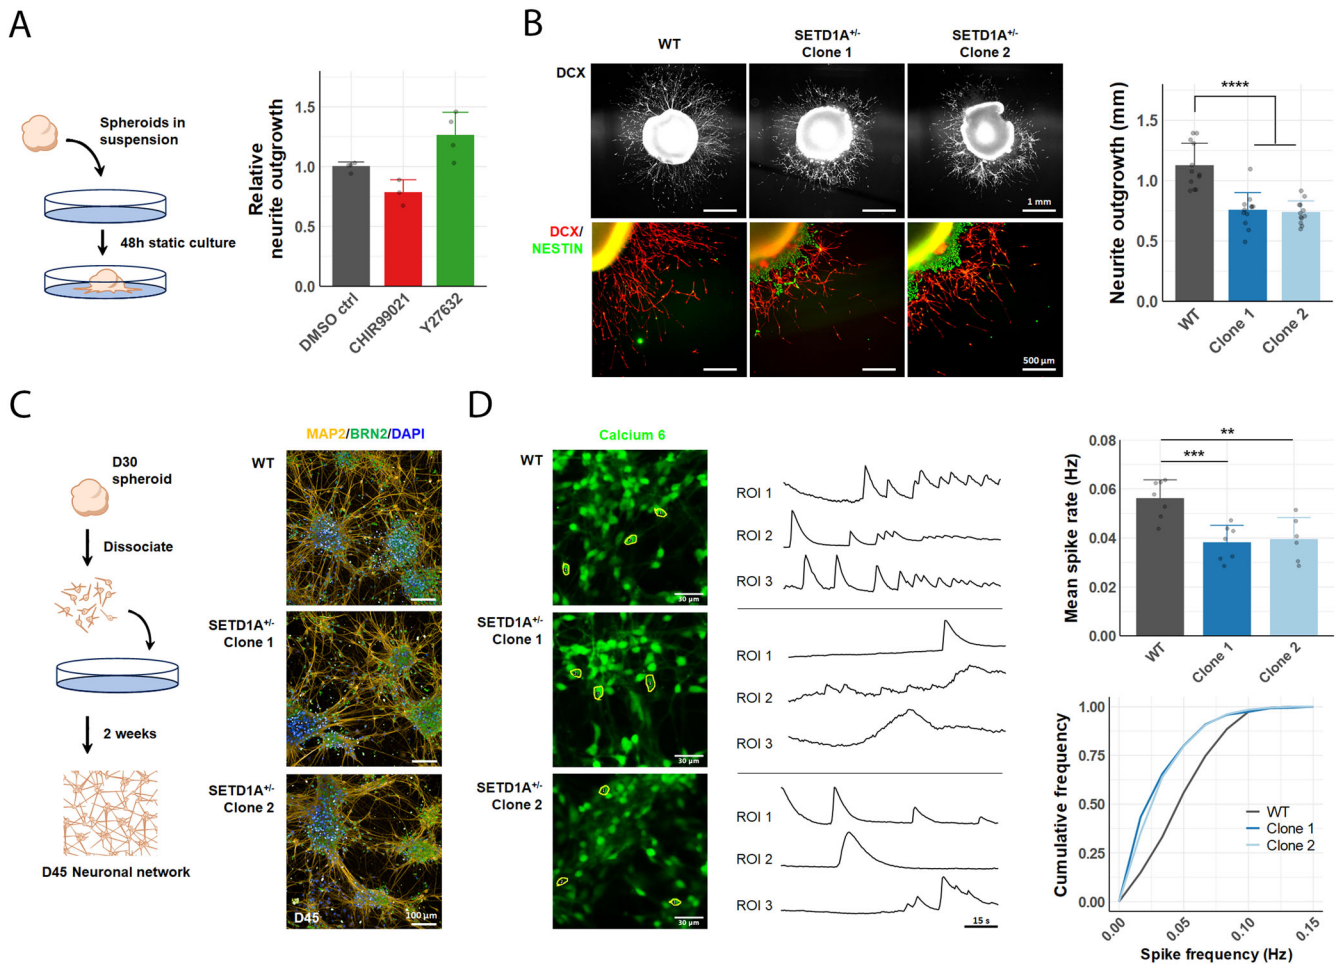 A
Spheroids in
suspension
48h static culture
Relative
neurite outgrowth
1.5
1.0
0.5
0.0
DMSO ctrl
CHIR99021
Y27632
B
WT
SETD1A+/-
Clone 1
SETD1A+/-
Clone 2
DCX
1 mm
DCX/
NESTIN
500 µm
Neurite outgrowth (mm)
****
1.5
1.0
0.5
0.0
WT
Clone 1
Clone 2
C
D30
spheroid
Dissociate
2 weeks
D45 Neuronal network
MAP2/BRN2/DAPI
WT
SETD1A+/-
Clone 1
SETD1A+/-
Clone 2
D45
100 µm
D
Calcium 6
WT
30 µm
SETD1A+/-
Clone 1
30 µm
SETD1A+/-
Clone 2
30 µm
ROI 1
ROI 2
ROI 3
ROI 1
ROI 2
ROI 3
ROI 1
ROI 2
ROI 3
15 s
Mean spike rate (Hz)
**
***
0.08
0.06
0.04
0.02
0.00
WT
Clone 1
Clone 2
Cumulative frequency
1.00
0.75
0.50
0.25
0.00
WT
Clone 1
Clone 2
0.00
0.05
0.10
0.15
Spike frequency (Hz)